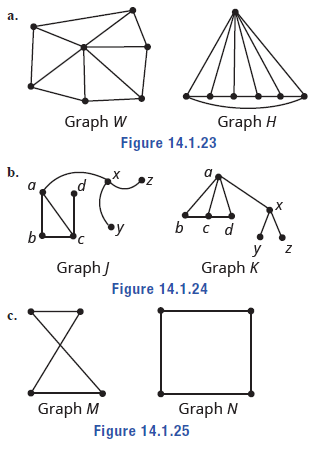 a.
Graph W Graph H
Figure 14.1.23
b. a d x z a x
b c y b c d y z
Graph J Graph K
Figure 14.1.24
c.
Graph M Graph N
Figure 14.1.25